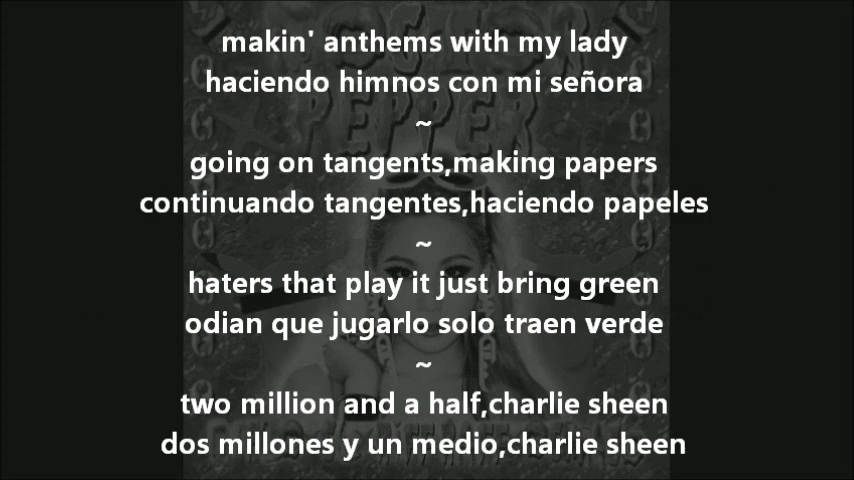 DOCTOR
PEPPER
makin' anthems with my lady
haciendo himnos con mi señora
~
going on tangents,making papers
continuando tangentes,haciendo papeles
~
haters that play it just bring green
odian que jugarlo solo traen verde
~
two million and a half,charlie sheen
dos millones y un medio,charlie sheen